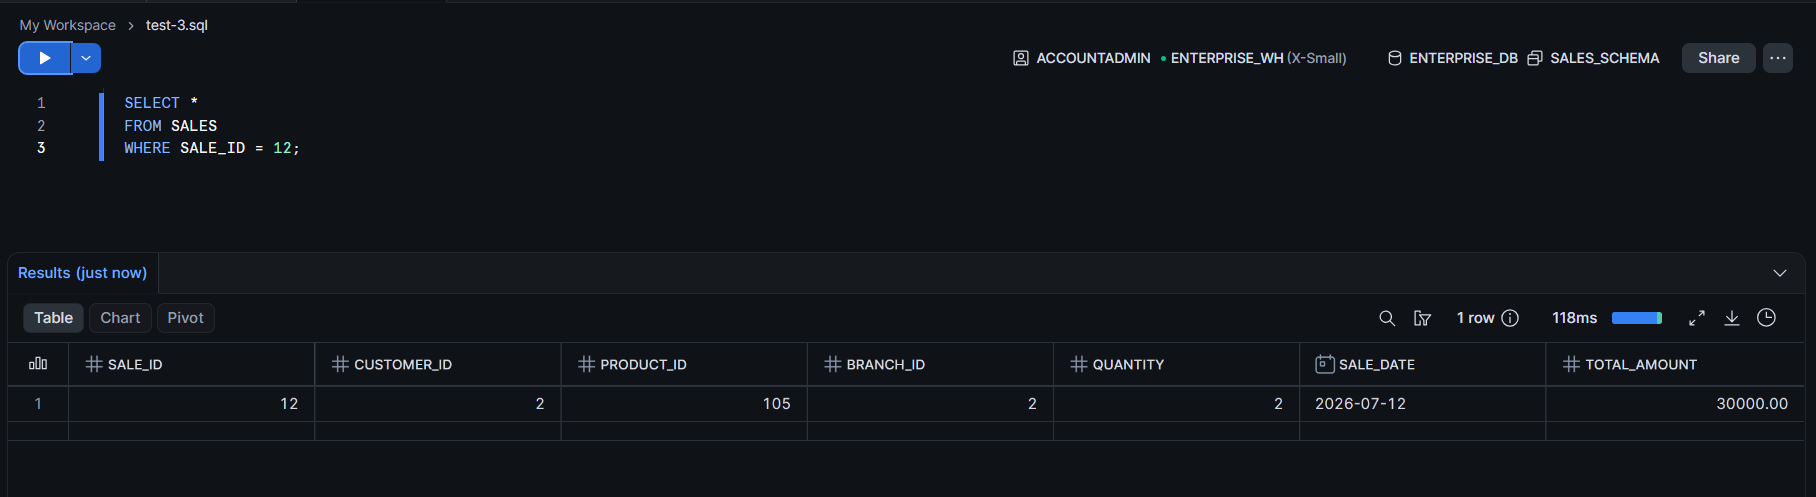 My Workspace > test-3.sql
ACCOUNTADMIN • ENTERPRISE_WH (X-Small) ENTERPRISE_DB SALES_SCHEMA Share ...
1 SELECT *
2 FROM SALES
3 WHERE SALE_ID = 12;
Results (just now)
Table Chart Pivot 1 row 118ms
SALE_ID CUSTOMER_ID PRODUCT_ID BRANCH_ID QUANTITY SALE_DATE TOTAL_AMOUNT
1 12 2 105 2 2 2026-07-12 30000.00